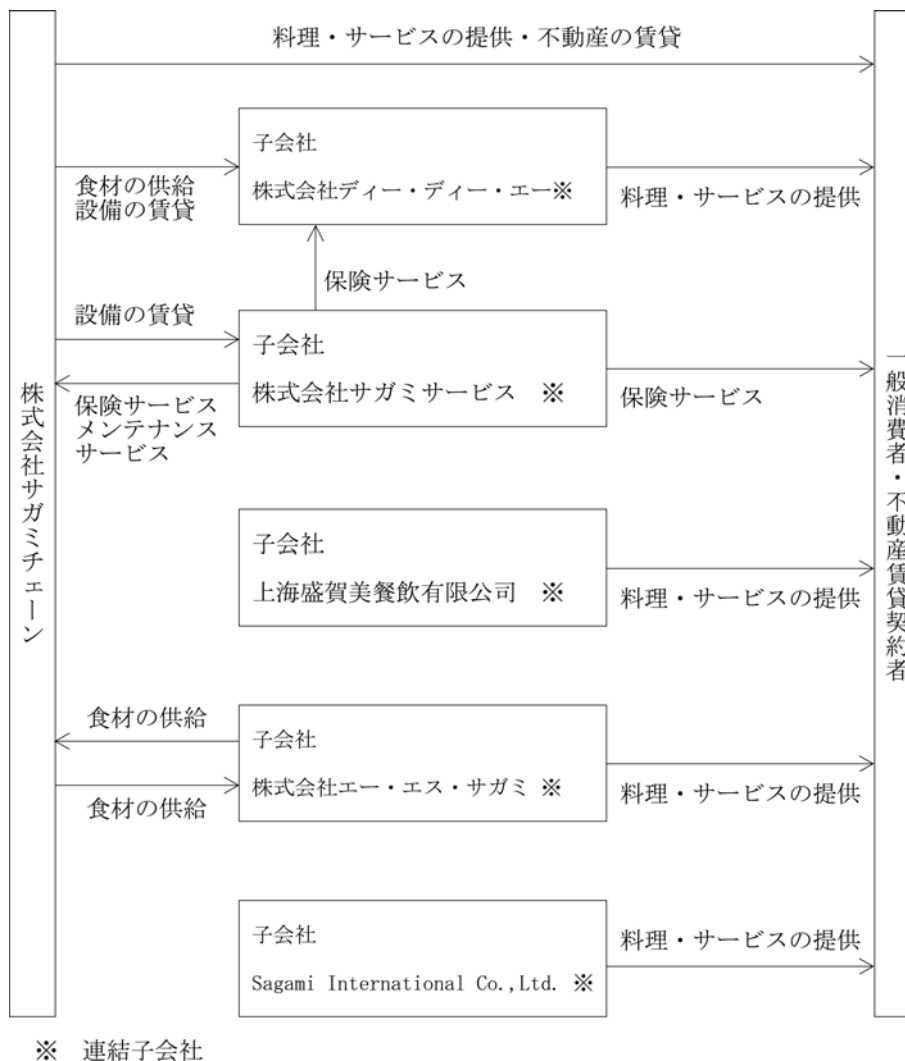 料理・サービスの提供・不動産の賃貸
子会社
株式会社ディー・ディー・エー※
食材の供給
設備の賃貸
料理・サービスの提供
保険サービス
設備の賃貸
子会社
株式会社サガミサービス ※
保険サービス
メンテナンス
サービス
保険サービス
株式会社サガミチェーン
一般消費者・不動産賃貸契約者
子会社
上海盛賀美餐飲有限公司 ※
料理・サービスの提供
食材の供給
子会社
株式会社エー・エス・サガミ ※
食材の供給
料理・サービスの提供
子会社
Sagami International Co.,Ltd. ※
料理・サービスの提供
※ 連結子会社